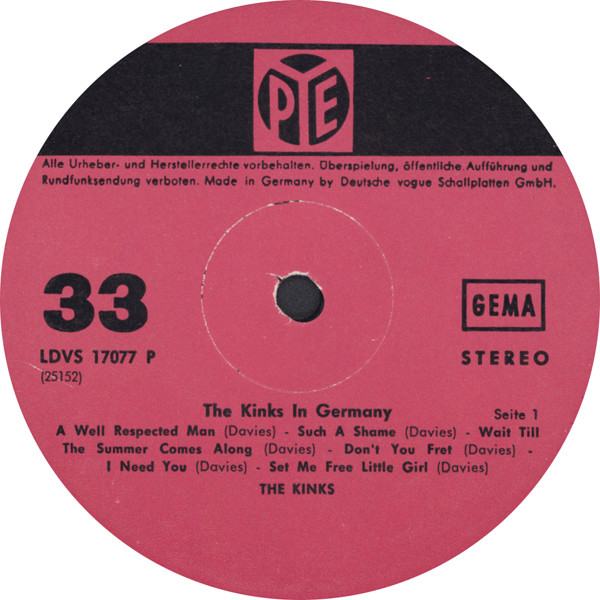 PYE
Alle Urheber- und Herstellerrechte vorbehalten. Überspielung, öffentliche Aufführung und
Rundfunksendung verboten. Made in Germany by Deutsche vogue Schallplatten GmbH.
33
GEMA
LDVS 17077 P
STEREO
(25152)
The Kinks In Germany
Seite 1
A Well Respected Man (Davies) - Such A Shame (Davies) - Wait Till
The Summer Comes Along (Davies) - Don't You Fret (Davies) -
I Need You (Davies) - Set Me Free Little Girl (Davies)
THE KINKS